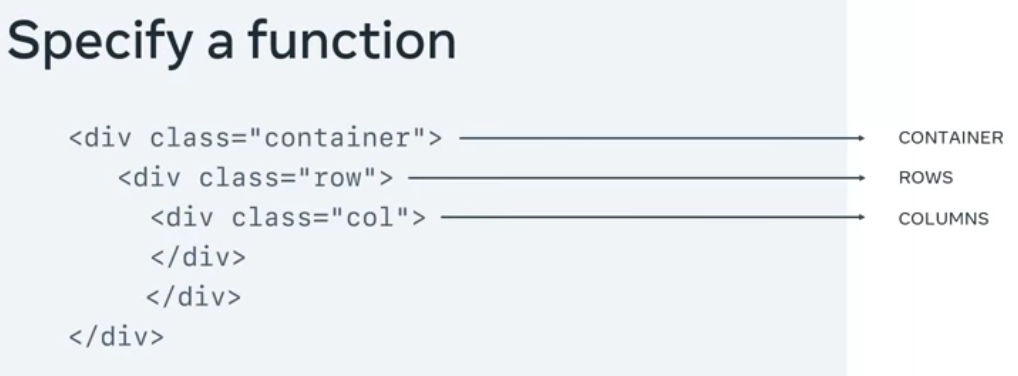 Specify a function
<div class="container"> CONTAINER
<div class="row"> ROWS
<div class="col"> COLUMNS
</div>
</div>
</div>